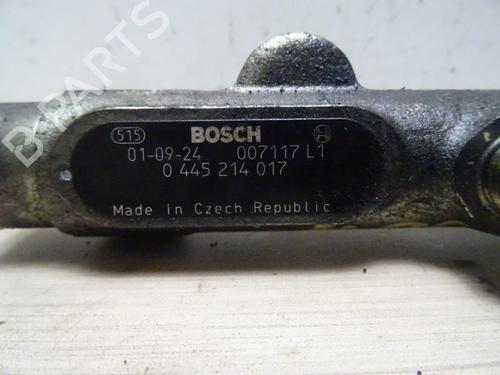 515 BOSCH
01-09-24 007117 L1
0 445 214 017
Made in Czech Republic
B-PARTS